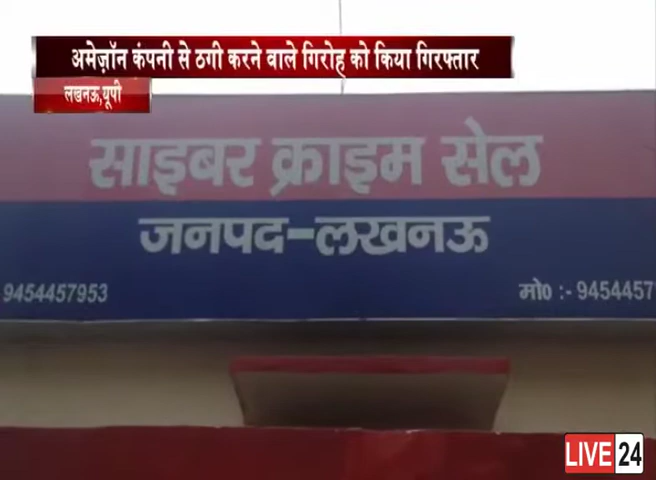 अमेज़ॉन कंपनी से ठगी करने वाले गिरोह को किया गिरफ्तार
लखनऊ,यूपी
साइबर क्राइम सेल
जनपद-लखनऊ
9454457953 मो0 :- 9454457
LIVE 24